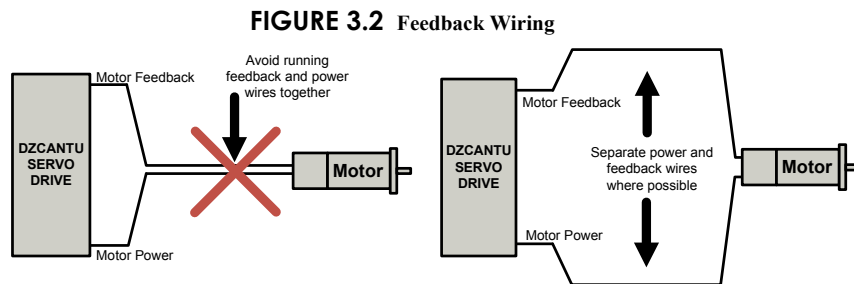 FIGURE 3.2 Feedback Wiring
Motor Feedback
Avoid running
feedback and power
wires together
DZCANTU
SERVO
DRIVE
Motor
Motor Power
Motor Feedback
DZCANTU
SERVO
DRIVE
Separate power and
feedback wires
where possible
Motor
Motor Power